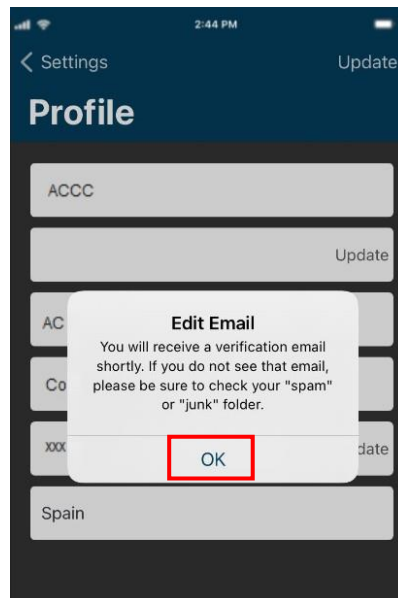 2:44 PM
Settings
Update
Profile
ACCC
Update
AC
Edit Email
You will receive a verification email
shortly. If you do not see that email,
please be sure to check your "spam"
or "junk" folder.
Co
xxx
date
OK
Spain